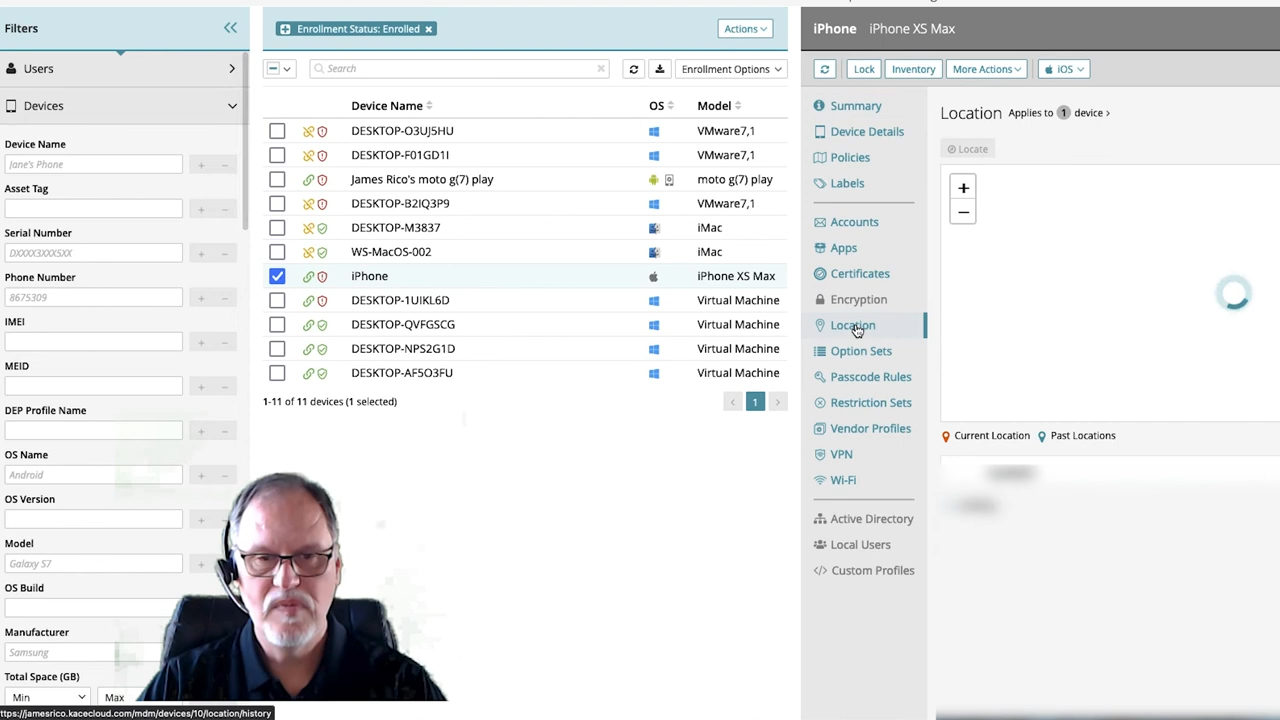 Filters
Users
Devices
Device Name
Jane's Phone
Asset Tag
Serial Number
DXXXX3XXX5XX
Phone Number
8675309
IMEI
MEID
DEP Profile Name
OS Name
Android
OS Version
Model
Galaxy S7
OS Build
Manufacturer
Samsung
Total Space (GB)
Min Max
ttps://jamesrico.kacecloud.com/mdm/devices/10/location/history
Enrollment Status: Enrolled
Actions
Search
Enrollment Options
Device Name OS Model
DESKTOP-O3UJ5HU VMware7,1
DESKTOP-F01GD1I VMware7,1
James Rico's moto g(7) play moto g(7) play
DESKTOP-B2IQ3P9 VMware7,1
DESKTOP-M3837 iMac
WS-MacOS-002 iMac
iPhone iPhone XS Max
DESKTOP-1UIKL6D Virtual Machine
DESKTOP-QVFGSCG Virtual Machine
DESKTOP-NPS2G1D Virtual Machine
DESKTOP-AF5O3FU Virtual Machine
1-11 of 11 devices (1 selected)
< 1 >
iPhone iPhone XS Max
Lock Inventory More Actions iOS
Summary
Device Details
Policies
Labels
Accounts
Apps
Certificates
Encryption
Location
Option Sets
Passcode Rules
Restriction Sets
Vendor Profiles
VPN
Wi-Fi
Active Directory
Local Users
</> Custom Profiles
Location Applies to 1 device >
Locate
+
−
Current Location Past Locations